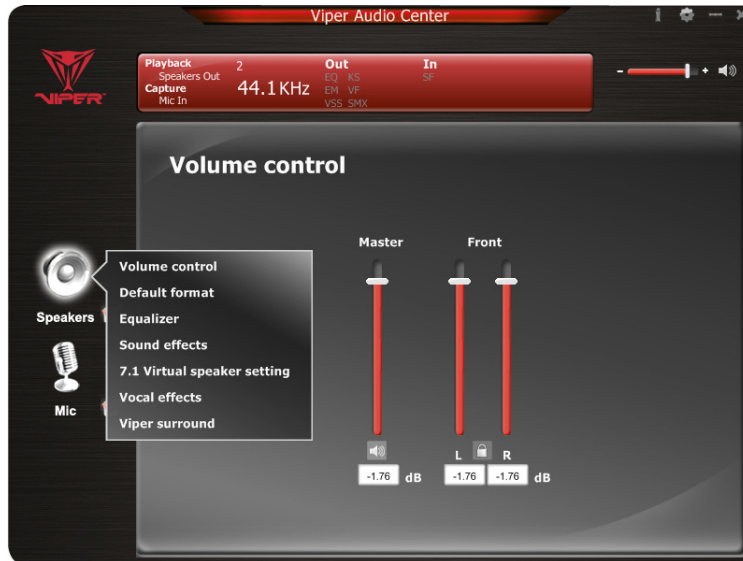 Viper Audio Center
VIPER
Playback
Speakers Out
Capture
Mic In
2
44.1KHz
Out
EQ KS
EM VF
VSS SMX
In
SF
- +
Volume control
Master
Front
Speakers
Mic
Volume control
Default format
Equalizer
Sound effects
7.1 Virtual speaker setting
Vocal effects
Viper surround
L R
-1.76 dB
-1.76 -1.76 dB